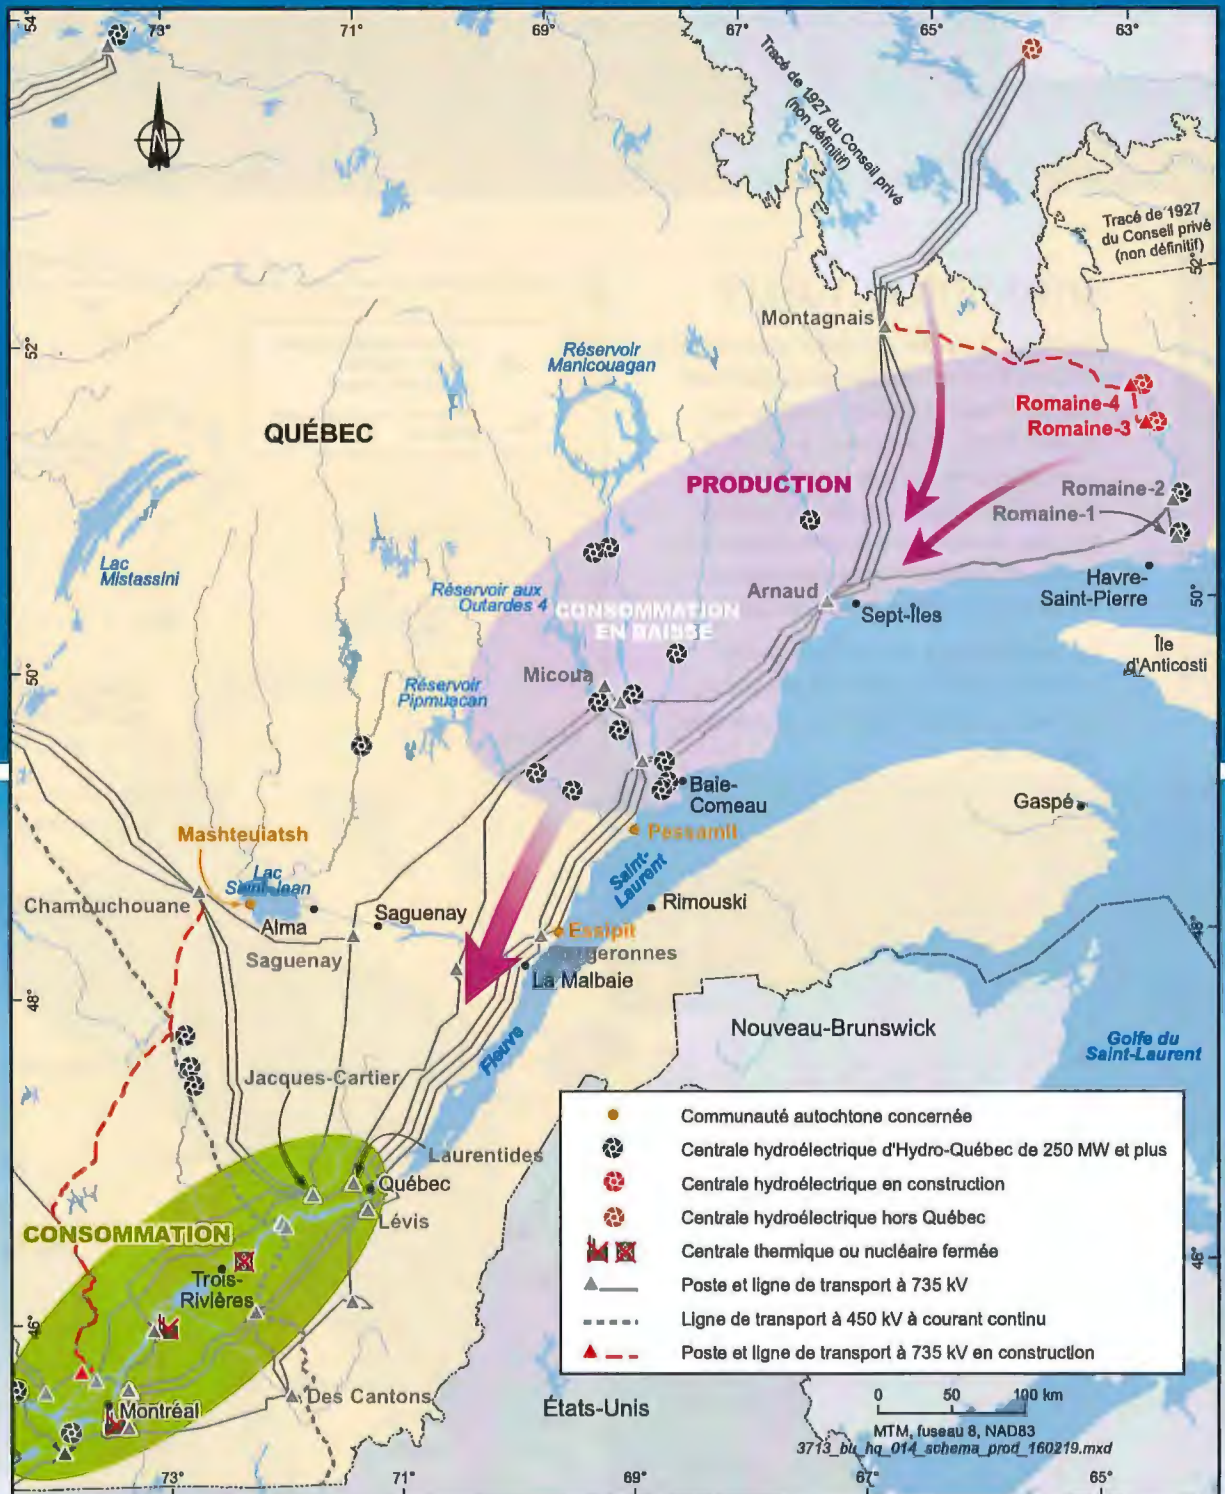 54°
73°
71°
69°
67°
65°
63°
N
Tracé de 1927 du Conseil privé
(non définitif)
Tracé de 1927
du Conseil privé
(non définitif)
52°
Montagnais
52°
Réservoir
Manicouagan
QUÉBEC
Romaine-4
Romaine-3
PRODUCTION
Romaine-2
Romaine-1
Lac
Mistassini
Havre-
Saint-Pierre
50°
Réservoir aux
Outardes 4
CONSOMMATION
EN BAISSE
Arnaud
Sept-Îles
Île
d'Anticosti
50°
Micoua
Réservoir
Pipmuacan
Baie-
Comeau
Gaspé
Mashteuiatsh
Pessamit
Lac
Saint-Jean
Saint-
Laurent
Chamouchouane
Alma
Saguenay
Rimouski
Essipit
48°
Saguenay
geronnes
La Malbaie
48°
Nouveau-Brunswick
Golfe du
Saint-Laurent
Fleuve
Jacques-Cartier
Laurentides
Québec
Lévis
CONSOMMATION
Trois-
Rivières
46°
46°
Des Cantons
Montréal
États-Unis
Communauté autochtone concernée
Centrale hydroélectrique d'Hydro-Québec de 250 MW et plus
Centrale hydroélectrique en construction
Centrale hydroélectrique hors Québec
Centrale thermique ou nucléaire fermée
Poste et ligne de transport à 735 kV
Ligne de transport à 450 kV à courant continu
Poste et ligne de transport à 735 kV en construction
0 50 100 km
MTM, fuseau 8, NAD83
3713_bu_hq_014_schema_prod_160219.mxd
73°
71°
69°
67°
65°